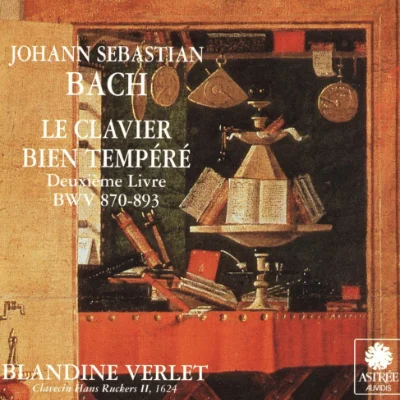 JOHANN SEBASTIAN
BACH
LE CLAVIER
BIEN TEMPÉRÉ
Deuxième Livre
BWV 870-893
BLANDINE VERLET
Clavecin Hans Ruckers II, 1624
ASTRÉE
AUVIDIS